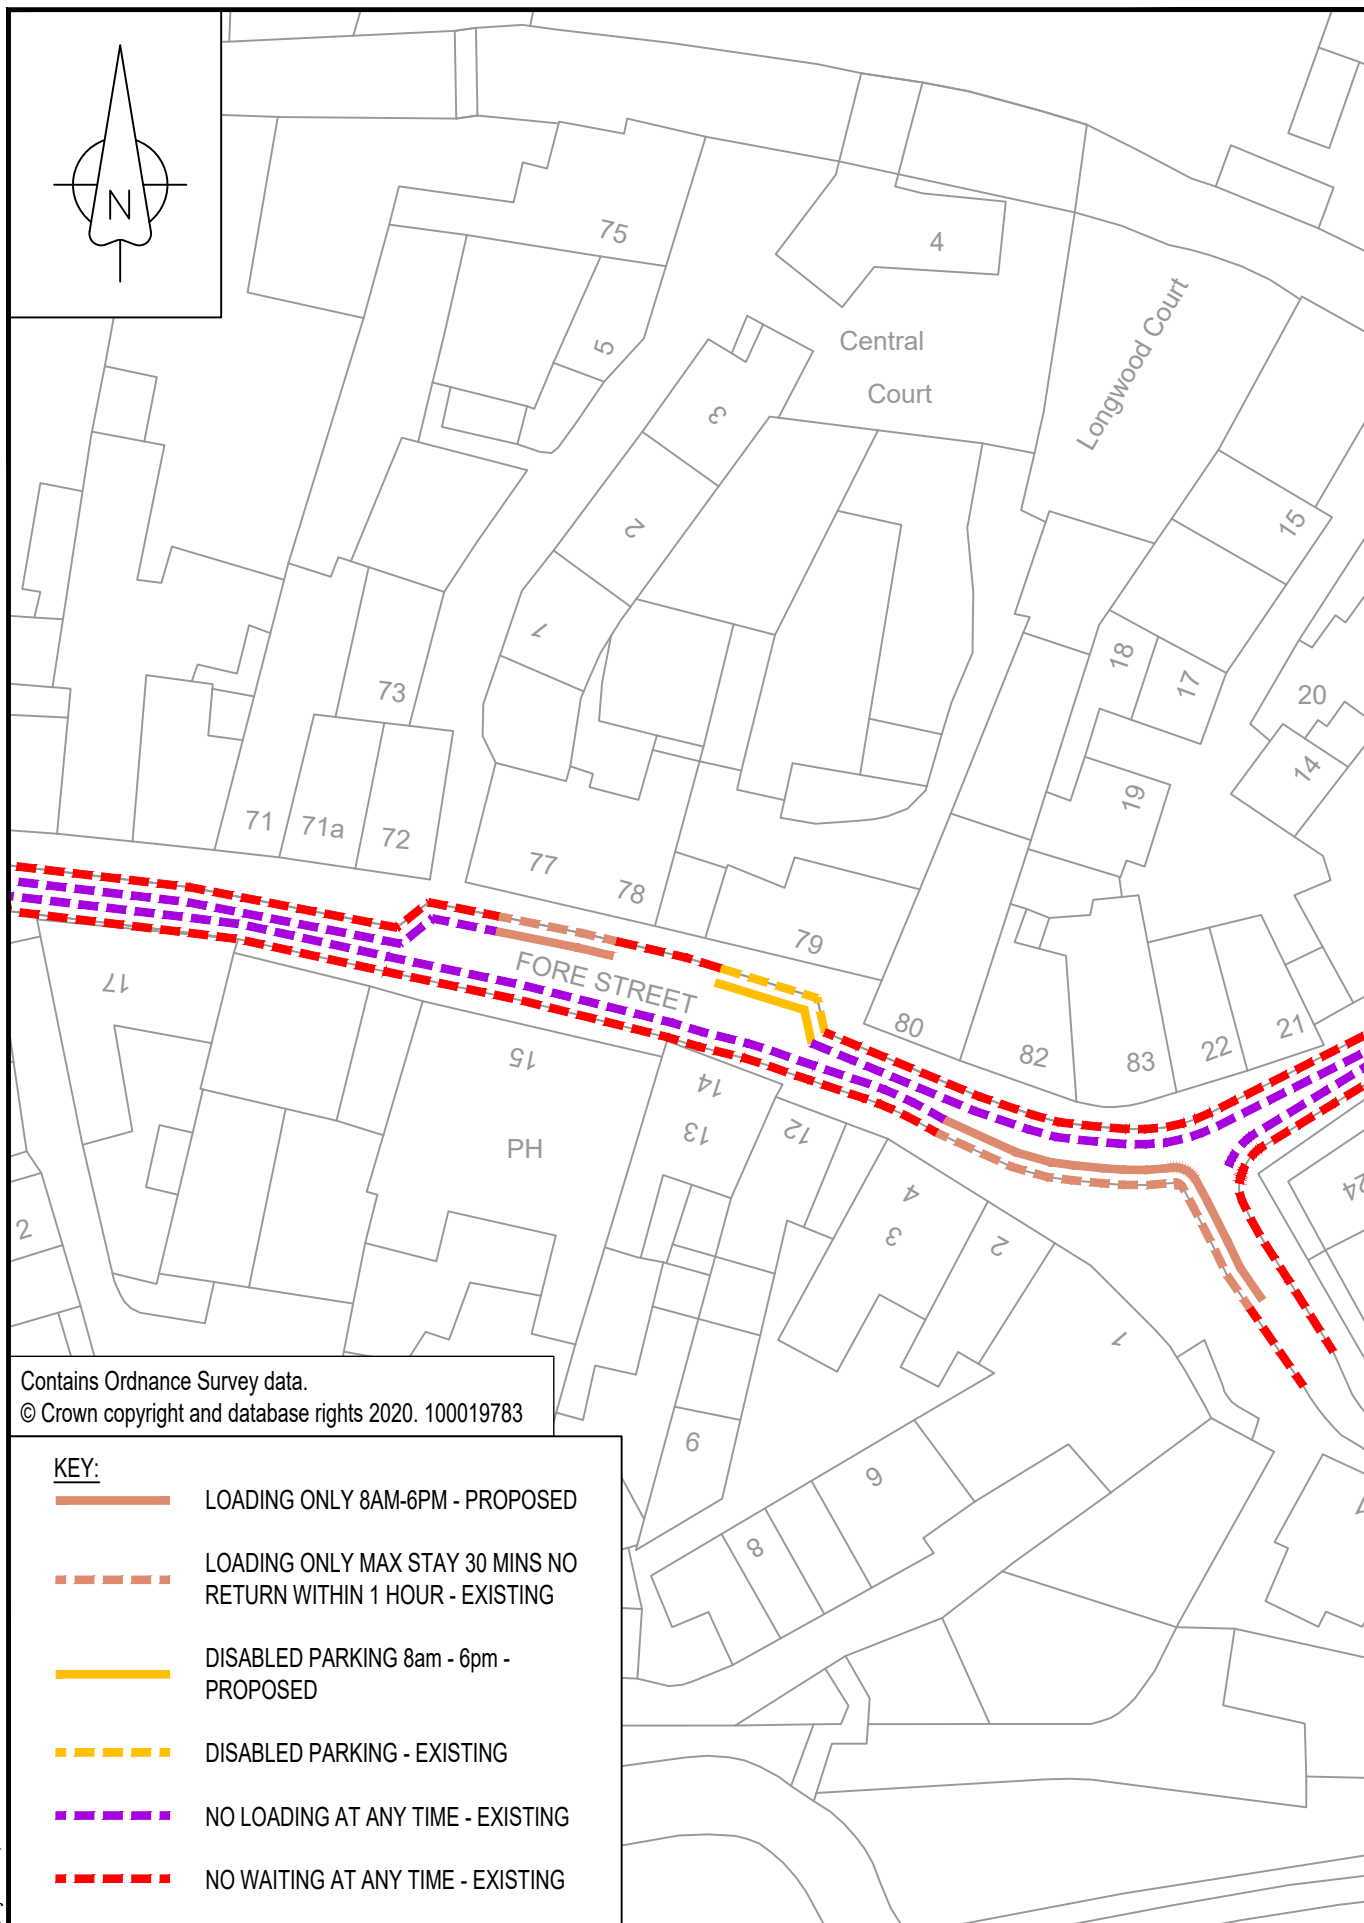 N
75
4
5
Central
Court
Longwood Court
3
2
15
1
18
17
73
20
14
19
71
71a
72
77
78
79
FORE STREET
17
80
82
83
22
21
15
14
13
12
PH
24
4
3
2
2
1
Contains Ordnance Survey data.
© Crown copyright and database rights 2020. 100019783
9
6
8
7
KEY:
LOADING ONLY 8AM-6PM - PROPOSED
LOADING ONLY MAX STAY 30 MINS NO
RETURN WITHIN 1 HOUR - EXISTING
DISABLED PARKING 8am - 6pm -
PROPOSED
DISABLED PARKING - EXISTING
NO LOADING AT ANY TIME - EXISTING
NO WAITING AT ANY TIME - EXISTING